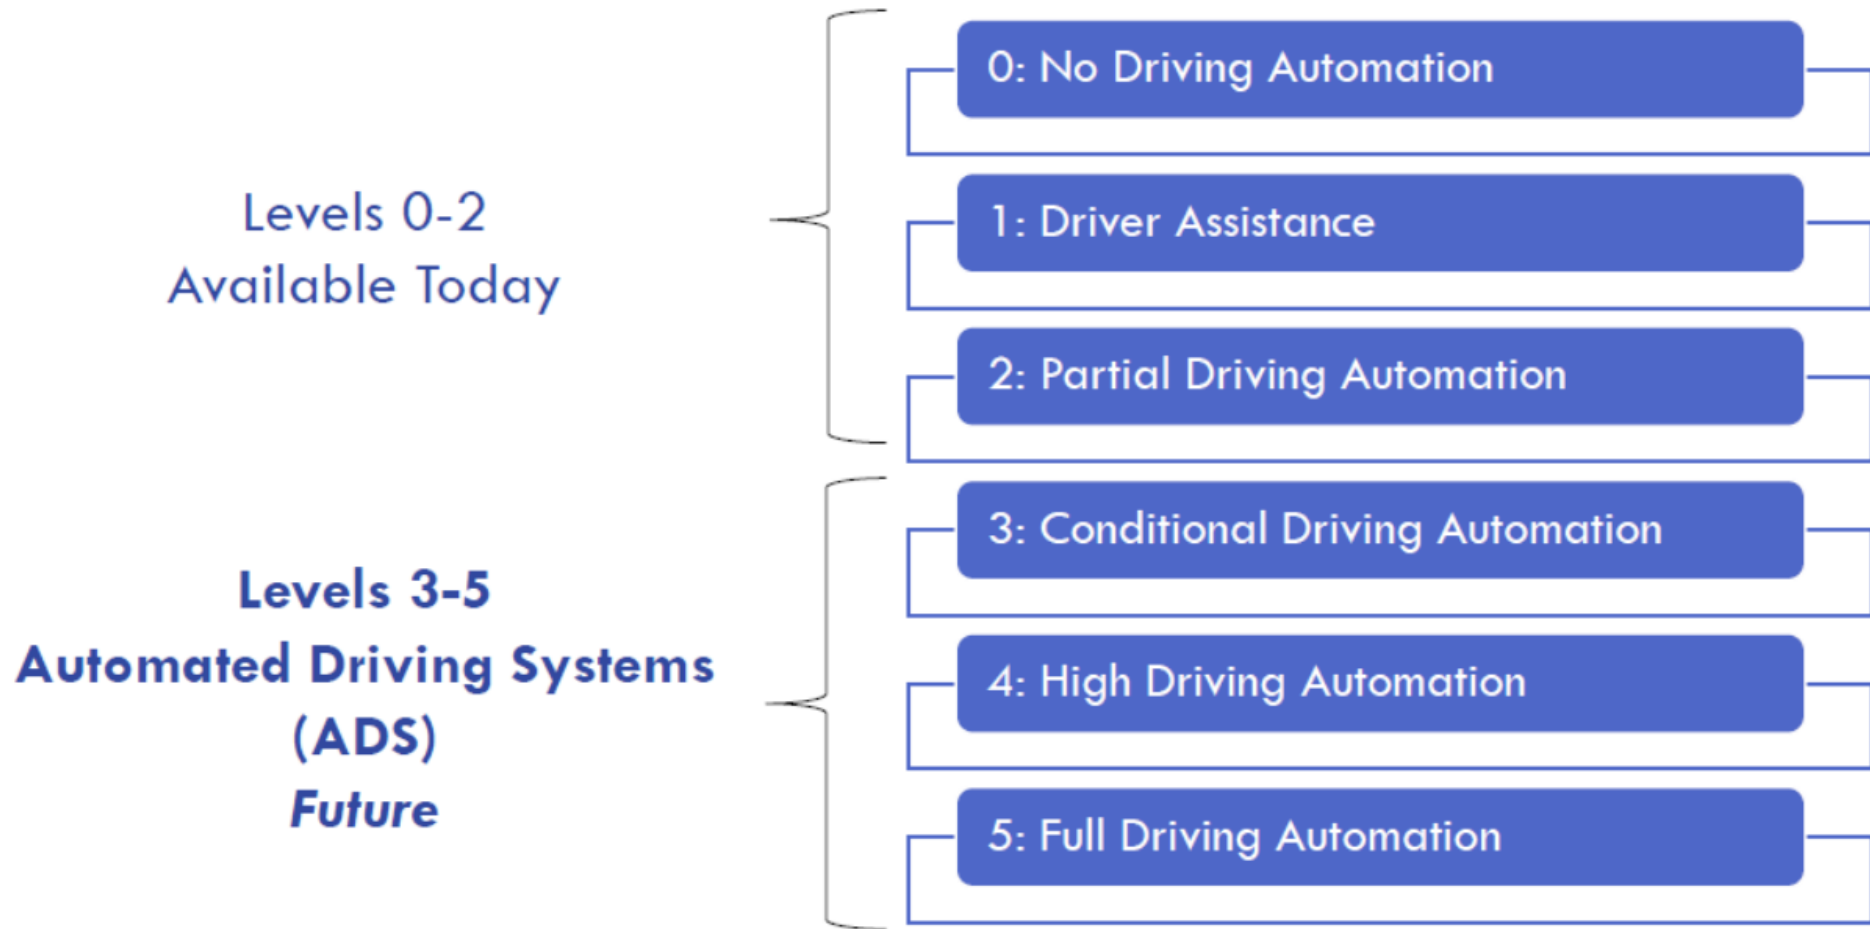 Levels 0-2
Available Today
0: No Driving Automation
1: Driver Assistance
2: Partial Driving Automation
Levels 3-5
Automated Driving Systems
(ADS)
Future
3: Conditional Driving Automation
4: High Driving Automation
5: Full Driving Automation